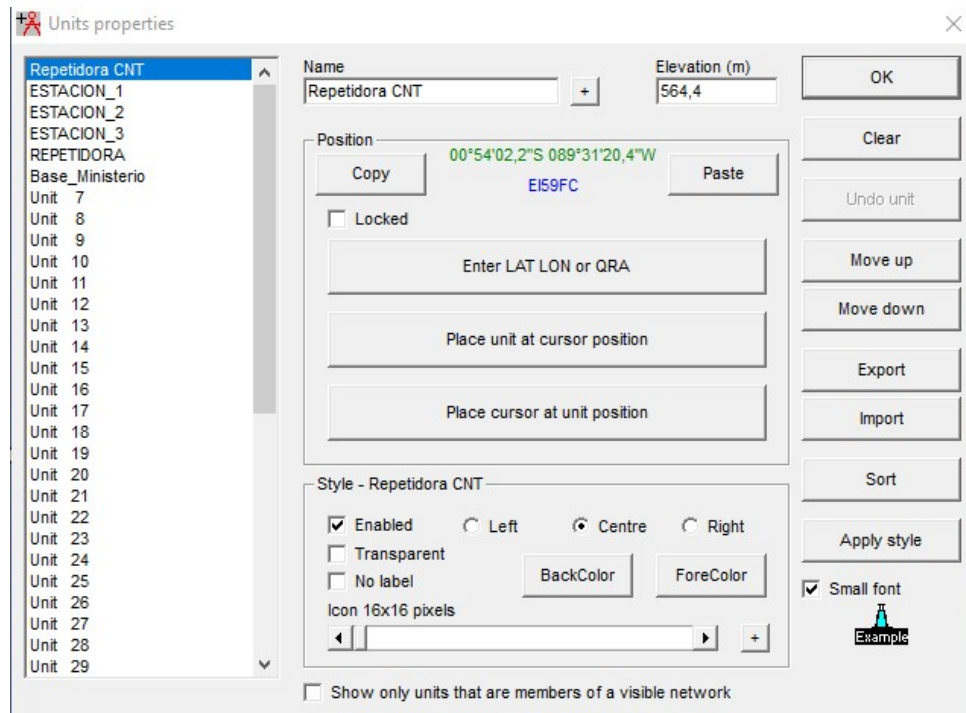 Units properties
Repetidora CNT
ESTACION_1
ESTACION_2
ESTACION_3
REPETIDORA
Base_Ministerio
Unit 7
Unit 8
Unit 9
Unit 10
Unit 11
Unit 12
Unit 13
Unit 14
Unit 15
Unit 16
Unit 17
Unit 18
Unit 19
Unit 20
Unit 21
Unit 22
Unit 23
Unit 24
Unit 25
Unit 26
Unit 27
Unit 28
Unit 29
Name
Repetidora CNT
+
Elevation (m)
564,4
Position
Copy
00°54'02,2"S 089°31'20,4"W
EI59FC
Paste
Locked
Enter LAT LON or QRA
Place unit at cursor position
Place cursor at unit position
Style - Repetidora CNT
Enabled
Left
Centre
Right
Transparent
No label
BackColor
ForeColor
Icon 16x16 pixels
+
Show only units that are members of a visible network
OK
Clear
Undo unit
Move up
Move down
Export
Import
Sort
Apply style
Small font
Example